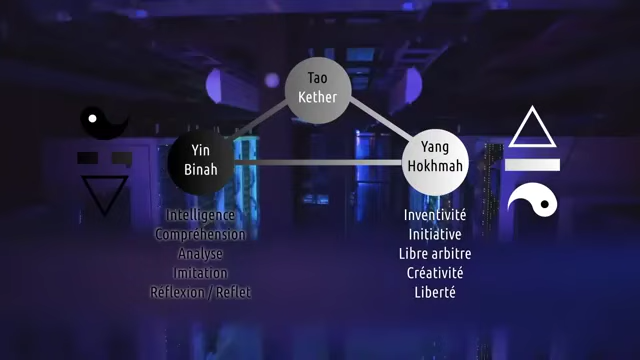 Tao
Kether
Yin
Binah
Yang
Hokhmah
Intelligence
Compréhension
Analyse
Imitation
Réflexion / Reflet
Inventivité
Initiative
Libre arbitre
Créativité
Liberté